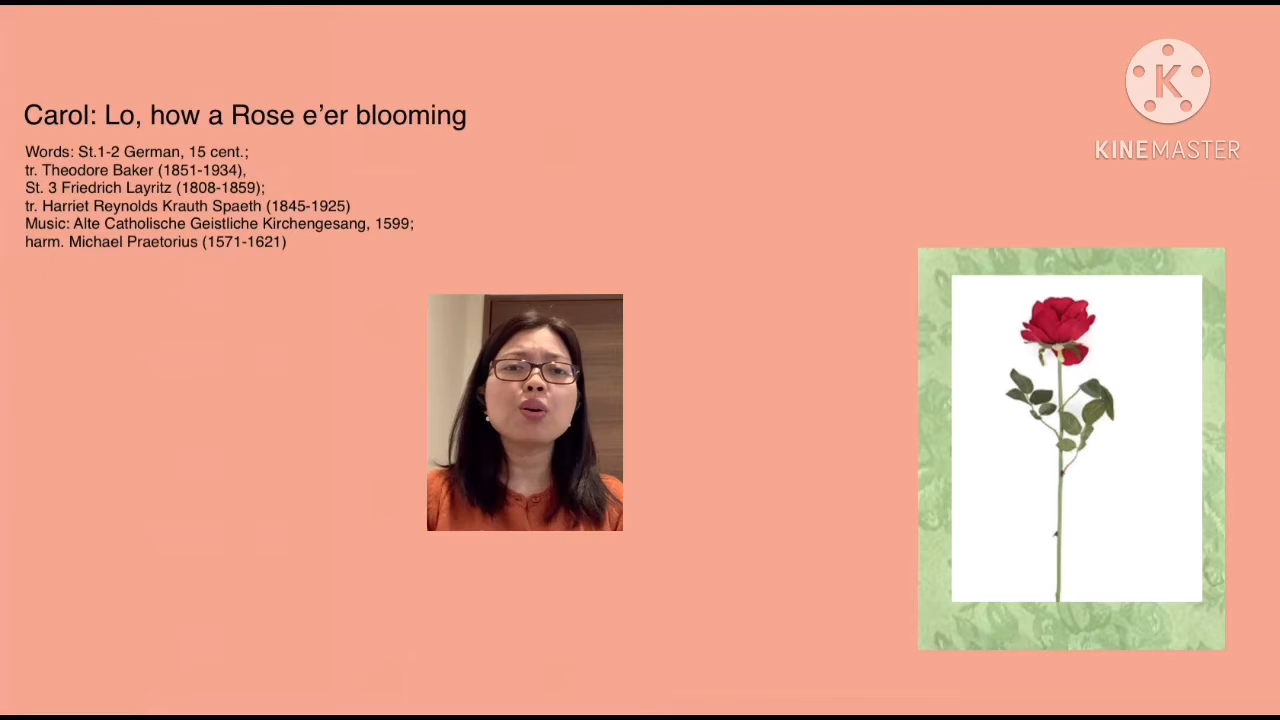 Carol: Lo, how a Rose e’er blooming
Words: St.1-2 German, 15 cent.;
tr. Theodore Baker (1851-1934),
St. 3 Friedrich Layritz (1808-1859);
tr. Harriet Reynolds Krauth Spaeth (1845-1925)
Music: Alte Catholische Geistliche Kirchengesang, 1599;
harm. Michael Praetorius (1571-1621)
K
KINEMASTER